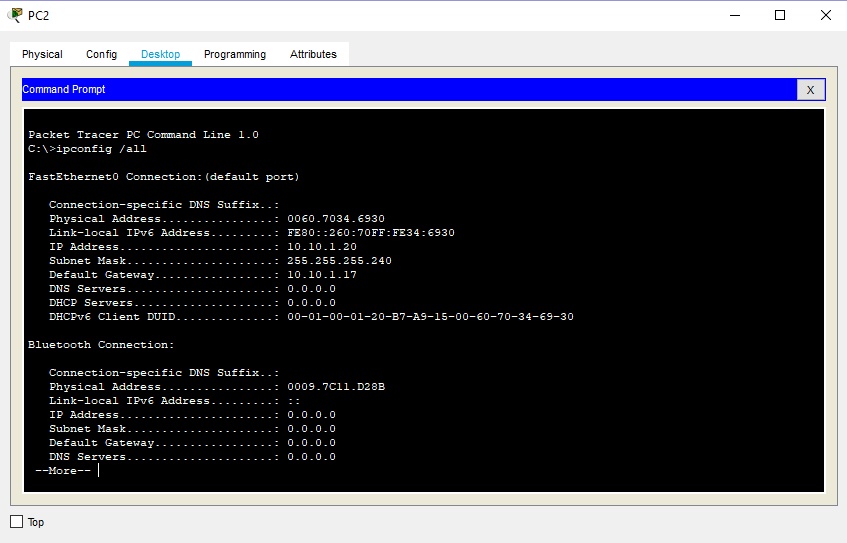 PC2
Physical Config Desktop Programming Attributes
Command Prompt X
Packet Tracer PC Command Line 1.0
C:\>ipconfig /all
FastEthernet0 Connection:(default port)
Connection-specific DNS Suffix..:
Physical Address................: 0060.7034.6930
Link-local IPv6 Address.........: FE80::260:70FF:FE34:6930
IP Address......................: 10.10.1.20
Subnet Mask.....................: 255.255.255.240
Default Gateway.................: 10.10.1.17
DNS Servers.....................: 0.0.0.0
DHCP Servers....................: 0.0.0.0
DHCPv6 Client DUID..............: 00-01-00-01-20-B7-A9-15-00-60-70-34-69-30
Bluetooth Connection:
Connection-specific DNS Suffix..:
Physical Address................: 0009.7C11.D28B
Link-local IPv6 Address.........: ::
IP Address......................: 0.0.0.0
Subnet Mask.....................: 0.0.0.0
Default Gateway.................: 0.0.0.0
DNS Servers.....................: 0.0.0.0
--More--
Top